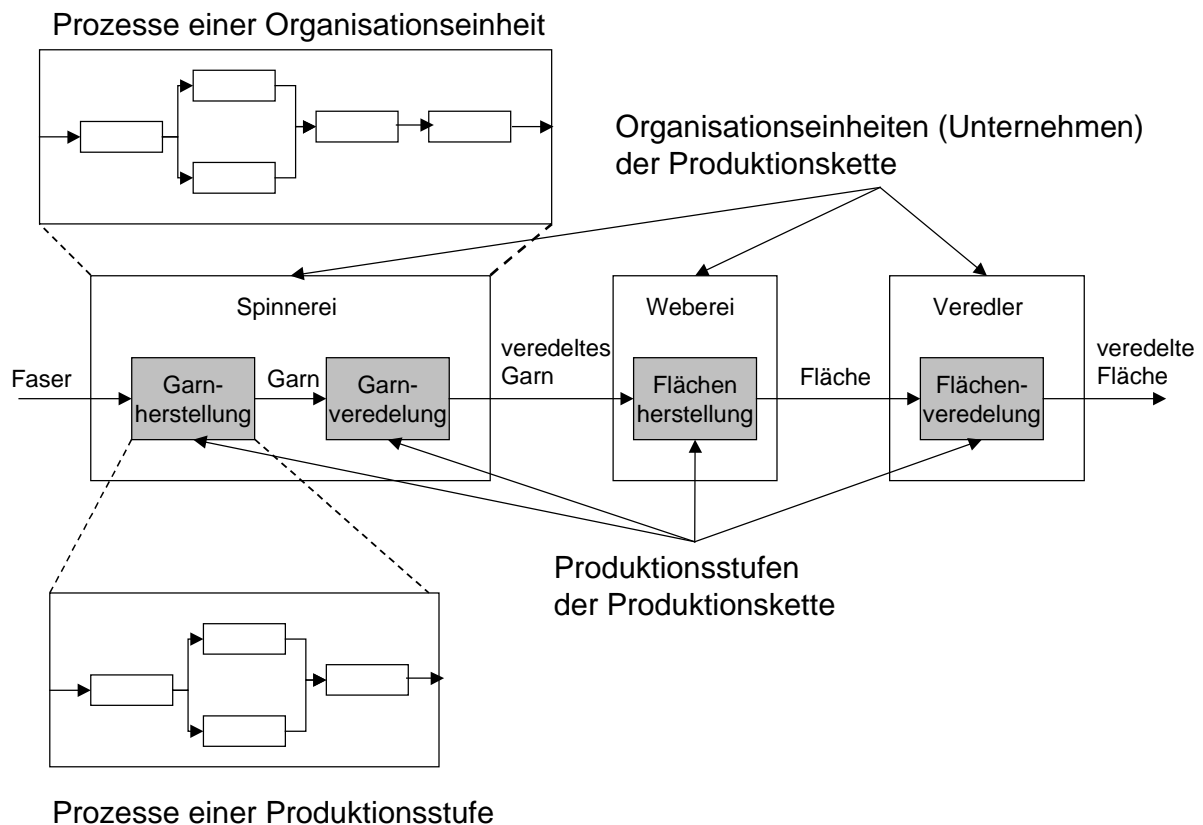 Prozesse einer Organisationseinheit
Organisationseinheiten (Unternehmen)
der Produktionskette
Spinnerei
Weberei
Veredler
Faser
Garn-
herstellung
Garn
Garn-
veredelung
veredeltes
Garn
Flächen
herstellung
Fläche
Flächen-
veredelung
veredelte
Fläche
Produktionsstufen
der Produktionskette
Prozesse einer Produktionsstufe